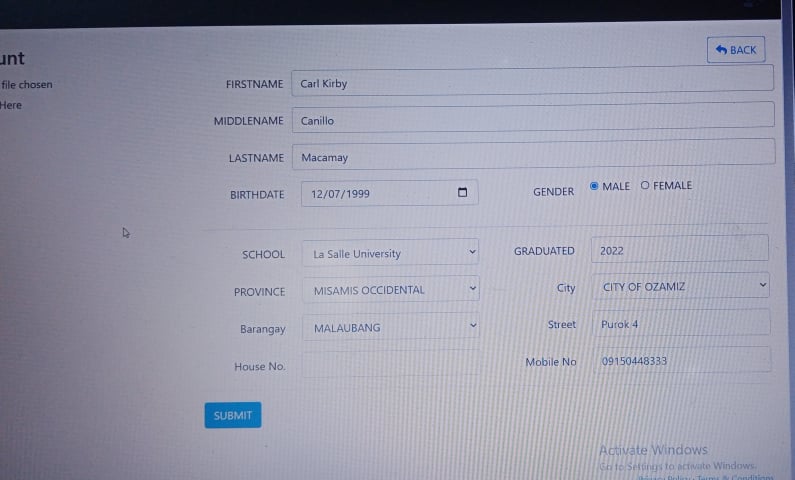 unt
BACK
file chosen
Here
FIRSTNAME Carl Kirby
MIDDLENAME Canillo
LASTNAME Macamay
BIRTHDATE 12/07/1999 GENDER MALE FEMALE
SCHOOL La Salle University GRADUATED 2022
PROVINCE MISAMIS OCCIDENTAL City CITY OF OZAMIZ
Barangay MALAUBANG Street Purok 4
House No. Mobile No 09150448333
SUBMIT
Activate Windows
Go to Settings to activate Windows.
Privacy Policy - Terms & Conditions